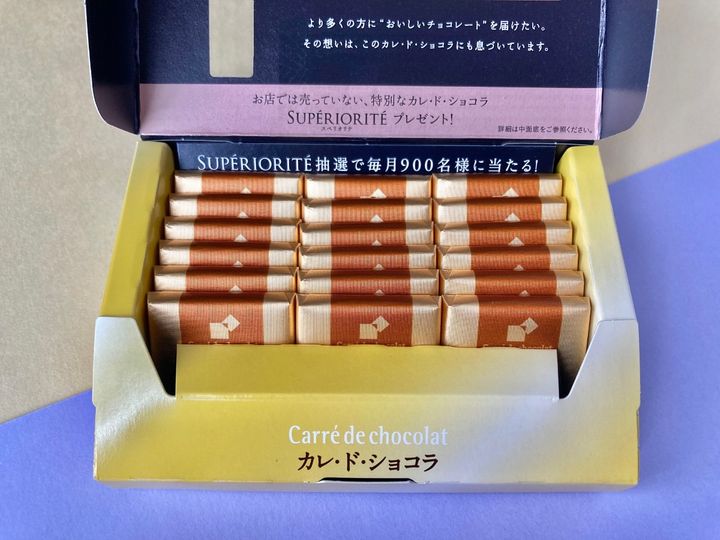 より多くの方に“おいしいチョコレート”を届けたい。
その想いは、このカレ・ド・ショコラにも息づいています。
お店では売っていない、特別なカレ・ド・ショコラ
SUPÉRIORITÉ プレゼント!
スペリオリテ
詳細は中面底をご参照ください。
SUPÉRIORITÉ 抽選で毎月900名様に当たる!
Carré de chocolat
カレ・ド・ショコラ